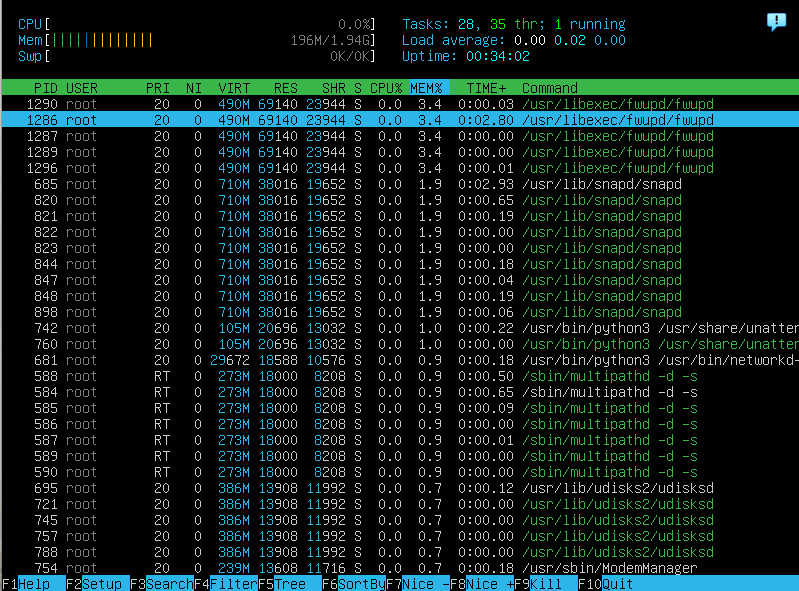 CPU[ 0.0%] Tasks: 28, 35 thr; 1 running
Mem[||||||||||||| 196M/1.94G] Load average: 0.00 0.02 0.00
Swp[ 0K/0K] Uptime: 00:34:02
PID USER PRI NI VIRT RES SHR S CPU% MEM% TIME+ Command
1290 root 20 0 490M 69140 23944 S 0.0 3.4 0:00.03 /usr/libexec/fwupd/fwupd
1286 root 20 0 490M 69140 23944 S 0.0 3.4 0:02.80 /usr/libexec/fwupd/fwupd
1287 root 20 0 490M 69140 23944 S 0.0 3.4 0:00.00 /usr/libexec/fwupd/fwupd
1289 root 20 0 490M 69140 23944 S 0.0 3.4 0:00.00 /usr/libexec/fwupd/fwupd
1296 root 20 0 490M 69140 23944 S 0.0 3.4 0:00.01 /usr/libexec/fwupd/fwupd
685 root 20 0 710M 38016 19652 S 0.0 1.9 0:02.93 /usr/lib/snapd/snapd
820 root 20 0 710M 38016 19652 S 0.0 1.9 0:00.65 /usr/lib/snapd/snapd
821 root 20 0 710M 38016 19652 S 0.0 1.9 0:00.19 /usr/lib/snapd/snapd
822 root 20 0 710M 38016 19652 S 0.0 1.9 0:00.00 /usr/lib/snapd/snapd
823 root 20 0 710M 38016 19652 S 0.0 1.9 0:00.00 /usr/lib/snapd/snapd
844 root 20 0 710M 38016 19652 S 0.0 1.9 0:00.18 /usr/lib/snapd/snapd
847 root 20 0 710M 38016 19652 S 0.0 1.9 0:00.04 /usr/lib/snapd/snapd
848 root 20 0 710M 38016 19652 S 0.0 1.9 0:00.19 /usr/lib/snapd/snapd
898 root 20 0 710M 38016 19652 S 0.0 1.9 0:00.06 /usr/lib/snapd/snapd
742 root 20 0 105M 20696 13032 S 0.0 1.0 0:00.22 /usr/bin/python3 /usr/share/unatten
760 root 20 0 105M 20696 13032 S 0.0 1.0 0:00.00 /usr/bin/python3 /usr/share/unatten
681 root 20 0 29672 18588 10576 S 0.0 0.9 0:00.18 /usr/bin/python3 /usr/bin/networkd-
588 root RT 0 273M 18000 8208 S 0.0 0.9 0:00.50 /sbin/multipathd -d -s
584 root RT 0 273M 18000 8208 S 0.0 0.9 0:00.65 /sbin/multipathd -d -s
585 root RT 0 273M 18000 8208 S 0.0 0.9 0:00.09 /sbin/multipathd -d -s
586 root RT 0 273M 18000 8208 S 0.0 0.9 0:00.00 /sbin/multipathd -d -s
587 root RT 0 273M 18000 8208 S 0.0 0.9 0:00.01 /sbin/multipathd -d -s
589 root RT 0 273M 18000 8208 S 0.0 0.9 0:00.00 /sbin/multipathd -d -s
590 root RT 0 273M 18000 8208 S 0.0 0.9 0:00.00 /sbin/multipathd -d -s
695 root 20 0 386M 13908 11992 S 0.0 0.7 0:00.12 /usr/lib/udisks2/udisksd
721 root 20 0 386M 13908 11992 S 0.0 0.7 0:00.00 /usr/lib/udisks2/udisksd
745 root 20 0 386M 13908 11992 S 0.0 0.7 0:00.00 /usr/lib/udisks2/udisksd
757 root 20 0 386M 13908 11992 S 0.0 0.7 0:00.00 /usr/lib/udisks2/udisksd
788 root 20 0 386M 13908 11992 S 0.0 0.7 0:00.00 /usr/lib/udisks2/udisksd
754 root 20 0 239M 13608 11716 S 0.0 0.7 0:00.18 /usr/sbin/ModemManager
F1Help F2Setup F3SearchF4FilterF5Tree F6SortByF7Nice -F8Nice +F9Kill F10Quit